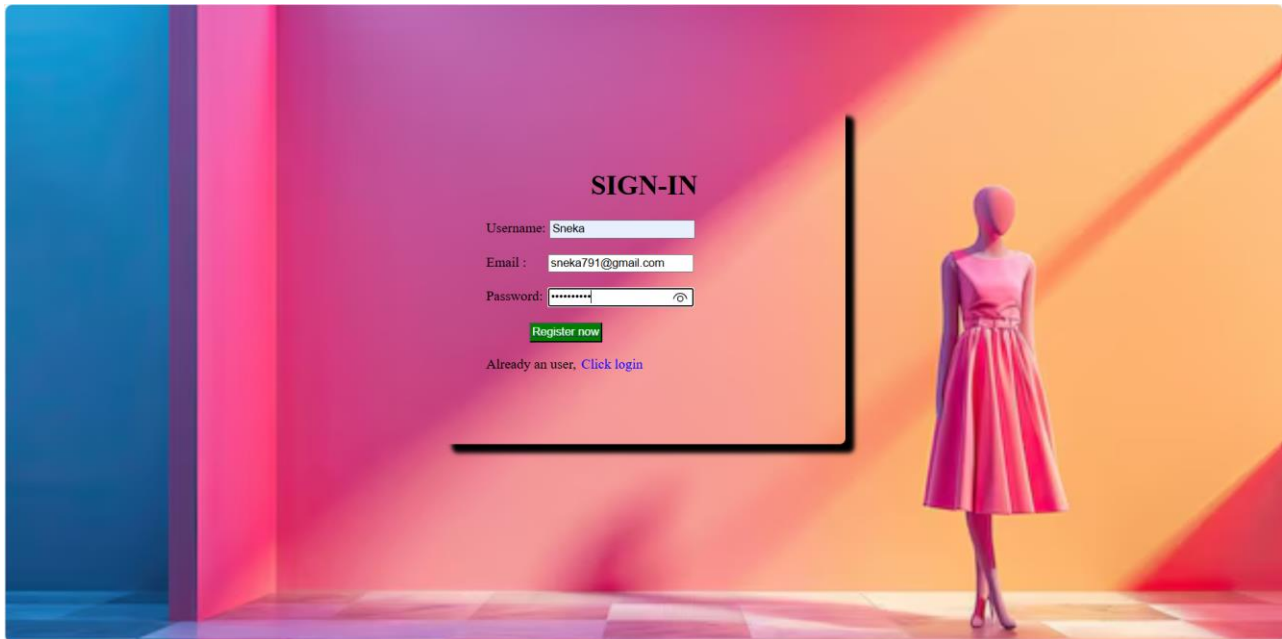 SIGN-IN
Username: Sneka
Email : sneka791@gmail.com
Password: ••••••••••
Register now
Already an user, Click login